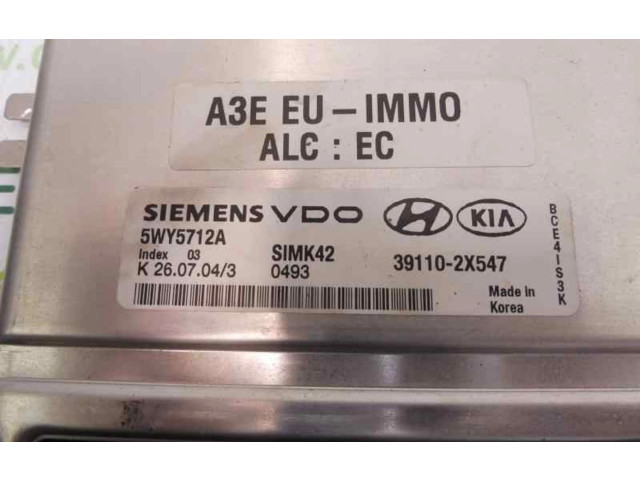 A3E EU-IMMO
ALC : EC
SIEMENS VDO
KIA
5WY5712A
SIMK42
39110-2X547
Index 03
K 26.07.04/3
0493
Made in
Korea
BCE4IS3K